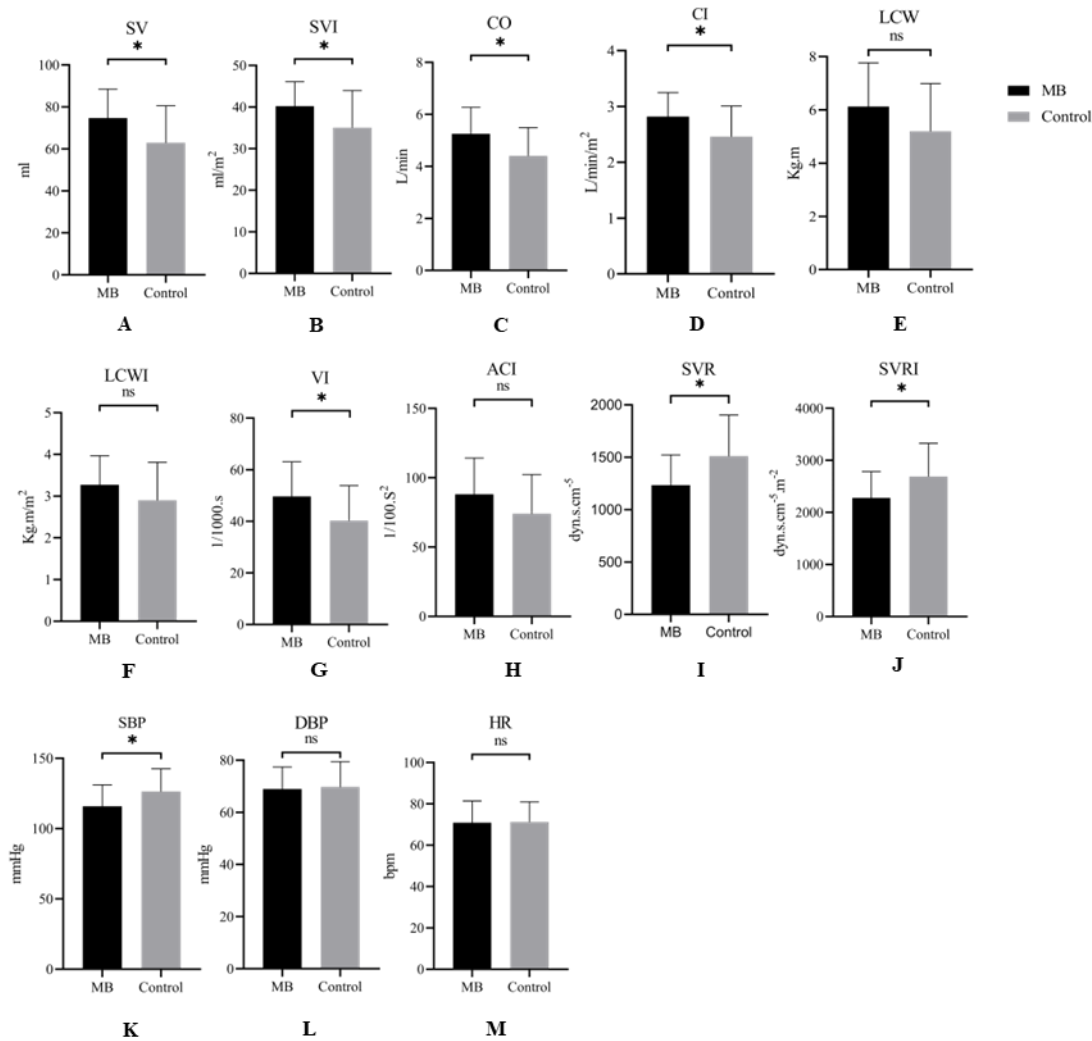 SV
*
100
80
60
40
20
0
ml
MB
Control
A
SVI
*
50
40
30
20
10
0
ml/m²
MB
Control
B
CO
*
8
6
4
2
0
L/min
MB
Control
C
CI
*
4
3
2
1
0
L/min/m²
MB
Control
D
LCW
ns
8
6
4
2
0
Kg.m
MB
Control
E
MB
Control
LCWI
ns
5
4
3
2
1
0
Kg.m/m²
MB
Control
F
VI
*
80
60
40
20
0
1/1000.s
MB
Control
G
ACI
ns
150
100
50
0
1/100.S²
MB
Control
H
SVR
*
2000
1500
1000
500
0
dyn.s.cm⁻⁵
MB
Control
I
SVRI
*
4000
3000
2000
1000
0
dyn.s.cm⁻⁵.m⁻²
MB
Control
J
SBP
*
150
100
50
0
mmHg
MB
Control
K
DBP
ns
80
60
40
20
0
mmHg
MB
Control
L
HR
ns
100
80
60
40
20
0
bpm
MB
Control
M